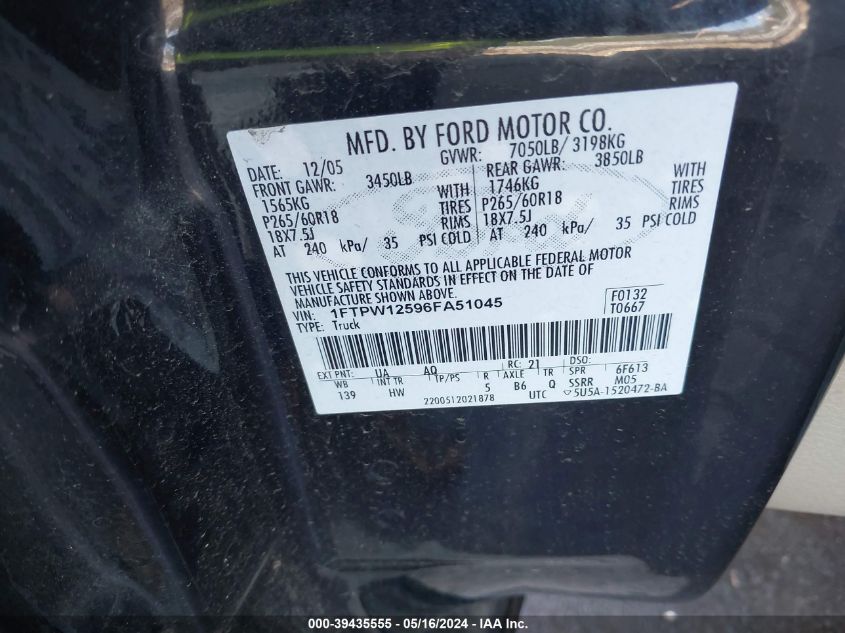 MFD. BY FORD MOTOR CO.
DATE: 12/05 GVWR: 7050LB/ 3198KG
FRONT GAWR: 3450LB REAR GAWR: 3850LB
1565KG WITH 1746KG WITH
P265/60R18 TIRES P265/60R18 TIRES
18X7.5J RIMS 18X7.5J RIMS
AT 240 kPa/ 35 PSI COLD AT 240 kPa/ 35 PSI COLD
THIS VEHICLE CONFORMS TO ALL APPLICABLE FEDERAL MOTOR
VEHICLE SAFETY STANDARDS IN EFFECT ON THE DATE OF
MANUFACTURE SHOWN ABOVE.
VIN: 1FTPW12596FA51045 F0132
TYPE: Truck T0667
EXT PNT: UA AQ RC: 21 DSO:
WB INT TR TP/PS R AXLE TR SPR 6F613
139 HW 5 B6 Q SSRR M05
2200512021878 UTC 5U5A-1520472-BA
000-39435555 - 05/16/2024 - IAA Inc.